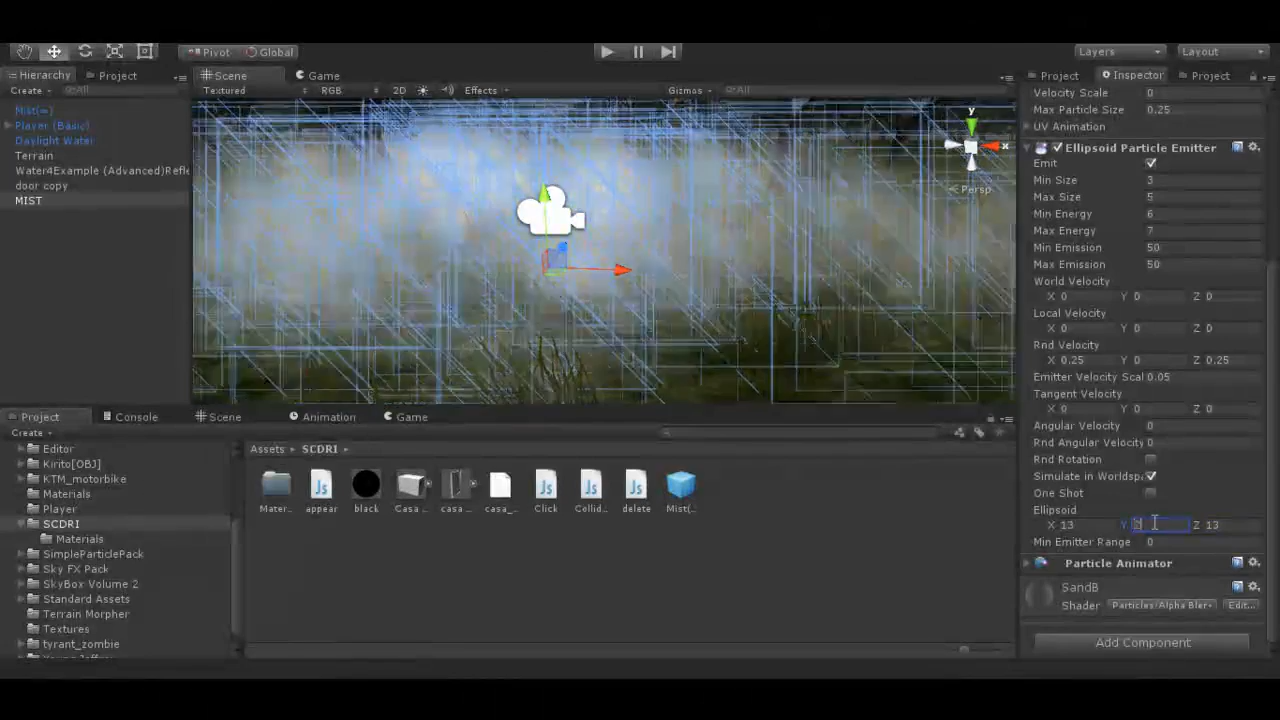 Pivot Global Layers Layout
Hierarchy Project Scene Game Project Inspector Project
Create All Textured RGB 2D Effects Gizmos All
Mist(∞)
Player (Basic)
Daylight Water
Terrain
Water4Example (Advanced)Refle
door copy
MIST
y
x
Persp
Velocity Scale 0
Max Particle Size 0.25
UV Animation
Ellipsoid Particle Emitter
Emit
Min Size 3
Max Size 5
Min Energy 6
Max Energy 7
Min Emission 50
Max Emission 50
World Velocity
X 0 Y 0 Z 0
Local Velocity
X 0 Y 0 Z 0
Rnd Velocity
X 0.25 Y 0 Z 0.25
Emitter Velocity Scal 0.05
Tangent Velocity
X 0 Y 0 Z 0
Angular Velocity 0
Rnd Angular Velocity 0
Rnd Rotation
Simulate in Worldsp
One Shot
Ellipsoid
X 13 Y Z 13
Min Emitter Range 0
Particle Animator
SandB
Shader Particles/Alpha Bler Edit...
Add Component
Project Console Scene Animation Game
Create
Editor
Kirito[OBJ]
KTM_motorbike
Materials
Player
SCDRI
Materials
SimpleParticlePack
Sky FX Pack
SkyBox Volume 2
Standard Assets
Terrain Morpher
Textures
tyrant_zombie
Assets SCDRI
Js Js Js Js
Mater... appear black Casa ... casa ... casa_... Click Collid... delete Mist(...